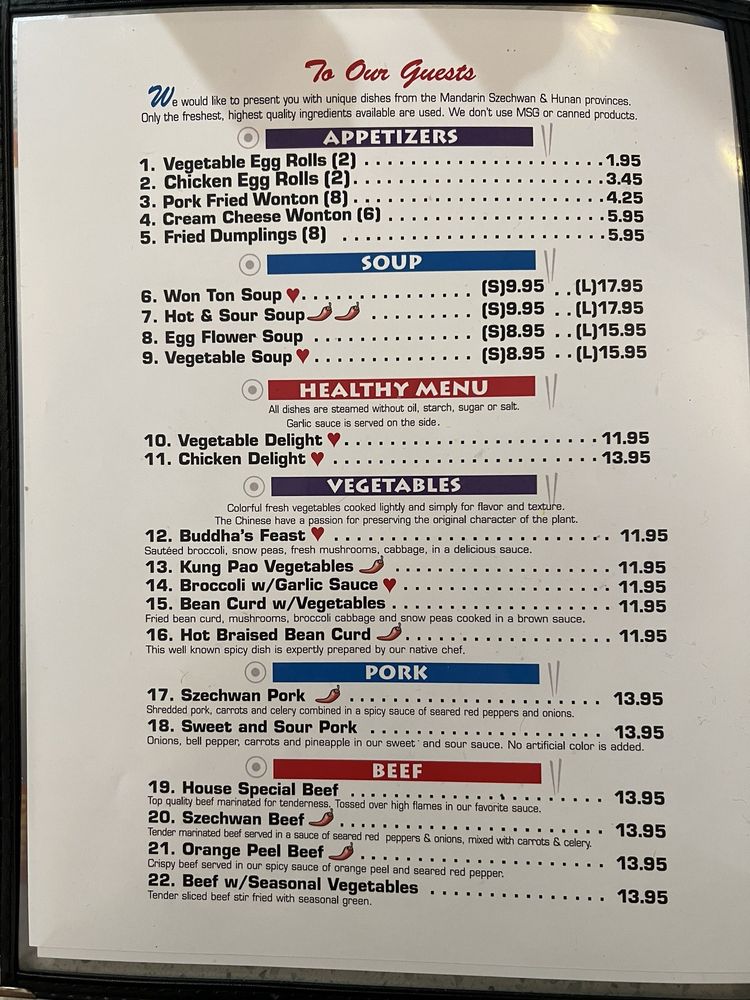 To Our Guests
We would like to present you with unique dishes from the Mandarin Szechwan & Hunan provinces.
Only the freshest, highest quality ingredients available are used. We don't use MSG or canned products.
APPETIZERS
1. Vegetable Egg Rolls (2) . . . . . . . . . . . . . . . . . . . . . . . . 1.95
2. Chicken Egg Rolls (2). . . . . . . . . . . . . . . . . . . . . . . . . 3.45
3. Pork Fried Wonton (8) . . . . . . . . . . . . . . . . . . . . . . . . . 4.25
4. Cream Cheese Wonton (6) . . . . . . . . . . . . . . . . . . . . . . 5.95
5. Fried Dumplings (8) . . . . . . . . . . . . . . . . . . . . . . . . . . 5.95
SOUP
6. Won Ton Soup ♥. . . . . . . . . . . . . . . . (S)9.95 . . (L)17.95
7. Hot & Sour Soup . . . . . . . . . . (S)9.95 . . (L)17.95
8. Egg Flower Soup . . . . . . . . . . . . . . . (S)8.95 . . (L)15.95
9. Vegetable Soup ♥ . . . . . . . . . . . . . . . (S)8.95 . . (L)15.95
HEALTHY MENU
All dishes are steamed without oil, starch, sugar or salt.
Garlic sauce is served on the side.
10. Vegetable Delight ♥. . . . . . . . . . . . . . . . . . . . . . . . . . 11.95
11. Chicken Delight ♥ . . . . . . . . . . . . . . . . . . . . . . . . . . . 13.95
VEGETABLES
Colorful fresh vegetables cooked lightly and simply for flavor and texture.
The Chinese have a passion for preserving the original character of the plant.
12. Buddha's Feast ♥ . . . . . . . . . . . . . . . . . . . . . . . . . . . 11.95
Sautéed broccoli, snow peas, fresh mushrooms, cabbage, in a delicious sauce.
13. Kung Pao Vegetables . . . . . . . . . . . . . . . . . . . . . . 11.95
14. Broccoli w/Garlic Sauce ♥ . . . . . . . . . . . . . . . . . . . . . 11.95
15. Bean Curd w/Vegetables . . . . . . . . . . . . . . . . . . . . . . 11.95
Fried bean curd, mushrooms, broccoli cabbage and snow peas cooked in a brown sauce.
16. Hot Braised Bean Curd . . . . . . . . . . . . . . . . . . . . 11.95
This well known spicy dish is expertly prepared by our native chef.
PORK
17. Szechwan Pork . . . . . . . . . . . . . . . . . . . . . . . . 13.95
Shredded pork, carrots and celery combined in a spicy sauce of seared red peppers and onions.
18. Sweet and Sour Pork . . . . . . . . . . . . . . . . . . . . . . . 13.95
Onions, bell pepper, carrots and pineapple in our sweet and sour sauce. No artificial color is added.
BEEF
19. House Special Beef . . . . . . . . . . . . . . . . . . . . . . . . 13.95
Top quality beef marinated for tenderness, Tossed over high flames in our favorite sauce.
20. Szechwan Beef . . . . . . . . . . . . . . . . . . . . . . . . . 13.95
Tender marinated beef served in a sauce of seared red peppers & onions, mixed with carrots & celery.
21. Orange Peel Beef . . . . . . . . . . . . . . . . . . . . . . . 13.95
Crispy beef served in our spicy sauce of orange peel and seared red pepper.
22. Beef w/Seasonal Vegetables . . . . . . . . . . . . . . . . 13.95
Tender sliced beef stir fried with seasonal green.